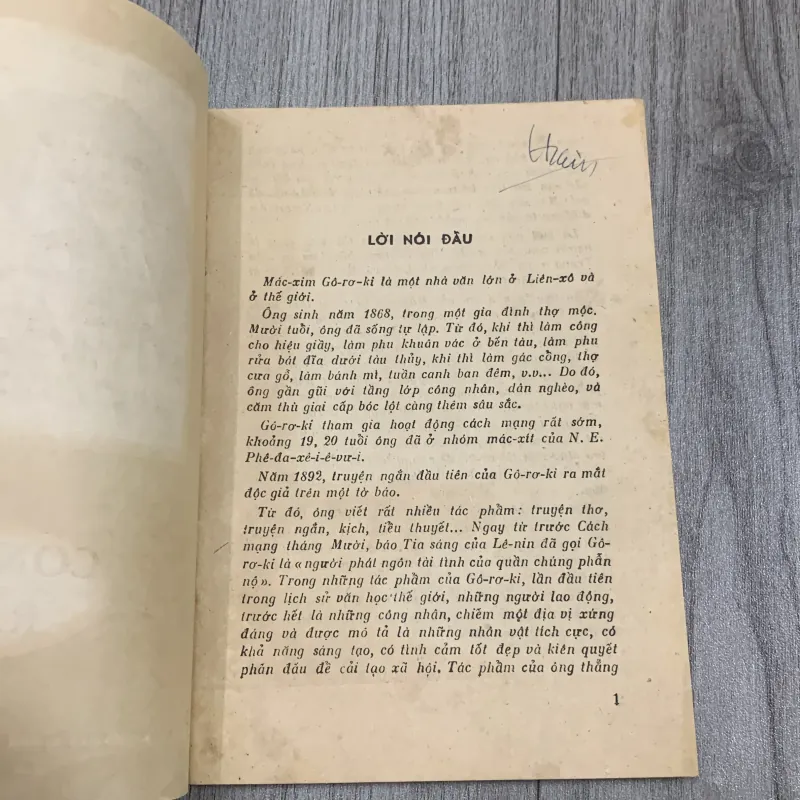 LỜI NÓI ĐẦU
Mác-xim Gô-rơ-ki là một nhà văn lớn ở Liên-xô và
ở thế giới.
Ông sinh năm 1868, trong một gia đình thợ mộc.
Mười tuổi, ông đã sống tự lập. Từ đó, khi thì làm công
cho hiệu giầy, làm phu khuân vác ở bến tàu, làm phu
rửa bát đĩa dưới tàu thủy, khi thì làm gác cổng, thợ
cưa gỗ, làm bánh mì, tuần canh ban đêm, v.v... Do đó,
ông gần gũi với tầng lớp công nhân, dân nghèo, và
căm thù giai cấp bóc lột càng thêm sâu sắc.
Gô-rơ-ki tham gia hoạt động cách mạng rất sớm,
khoảng 19, 20 tuổi ông đã ở nhóm mác-xít của N. E.
Phê-đa-xê-i-ê-vư-i.
Năm 1892, truyện ngắn đầu tiên của Gô-rơ-ki ra mắt
độc giả trên một tờ báo.
Từ đó, ông viết rất nhiều tác phẩm: truyện thơ,
truyện ngắn, kịch, tiểu thuyết... Ngay từ trước Cách
mạng tháng Mười, báo Tia sáng của Lê-nin đã gọi Gô-
rơ-ki là « người phát ngôn tài tình của quần chúng phẫn
nộ ». Trong những tác phẩm của Gô-rơ-ki, lần đầu tiên
trong lịch sử văn học thế giới, những người lao động,
trước hết là những công nhân, chiếm một địa vị xứng
đáng và được mô tả là những nhân vật tích cực, có
khả năng sáng tạo, có tình cảm tốt đẹp và kiên quyết
phấn đấu để cải tạo xã hội. Tác phẩm của ông thẳng
1